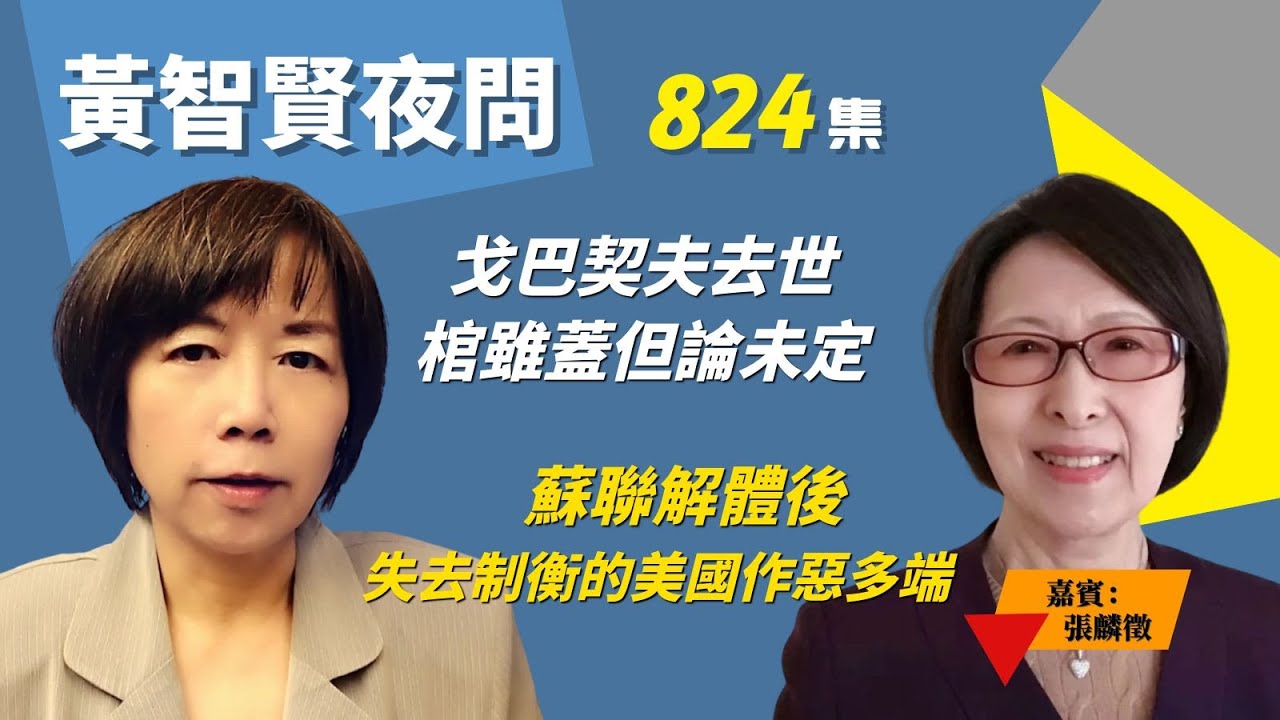 黃智賢夜問
824集
戈巴契夫去世
棺雖蓋但論未定
蘇聯解體後
失去制衡的美國作惡多端
嘉賓：
張麟徵